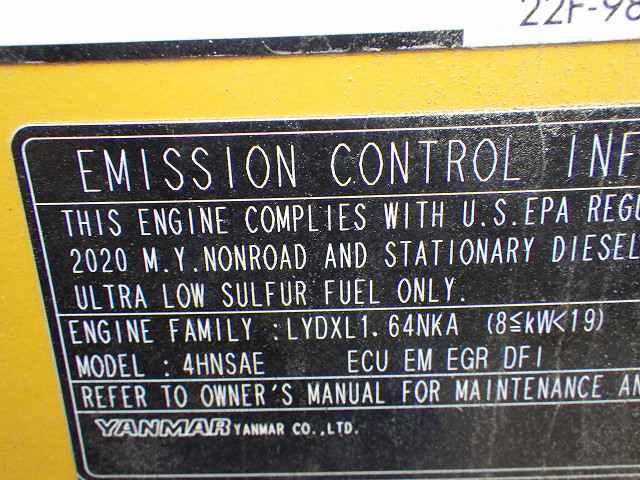 22F-98
EMISSION CONTROL INF
THIS ENGINE COMPLIES WITH U.S.EPA REGU
2020 M.Y.NONROAD AND STATIONARY DIESEL
ULTRA LOW SULFUR FUEL ONLY.
ENGINE FAMILY :LYDXL1.64NKA (8≦kW<19)
MODEL : 4HNSAE ECU EM EGR DFI
REFER TO OWNER'S MANUAL FOR MAINTENANCE AN
YANMAR YANMAR CO.,LTD.